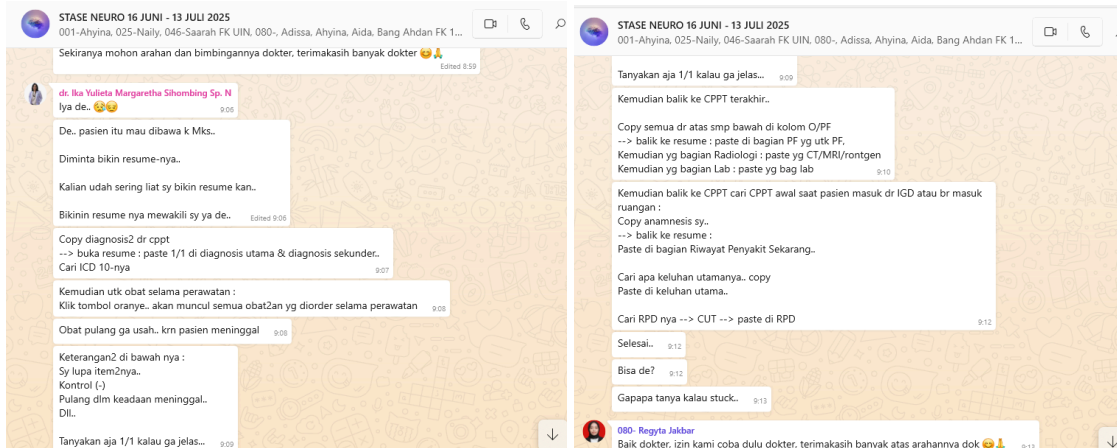 STASE NEURO 16 JUNI - 13 JULI 2025
001-Ahyina, 025-Naily, 046-Saarah FK UIN, 080-, Adissa, Ahyina, Aida, Bang Ahdan FK 1...
Sekiranya mohon arahan dan bimbingannya dokter, terimakasih banyak dokter 😊🙏
Edited 8:59
dr. Ika Yulieta Margaretha Sihombing Sp. N
Iya de.. 😥😥
9:06
De.. pasien itu mau dibawa k Mks..
Diminta bikin resume-nya..
Kalian udah sering liat sy bikin resume kan..
Bikinin resume nya mewakili sy ya de..
Edited 9:06
Copy diagnosis2 dr cppt
--> buka resume : paste 1/1 di diagnosis utama & diagnosis sekunder..
Cari ICD 10-nya
9:07
Kemudian utk obat selama perawatan :
Klik tombol oranye.. akan muncul semua obat2an yg diorder selama perawatan
9:08
Obat pulang ga usah.. krn pasien meninggal
9:08
Keterangan2 di bawah nya :
Sy lupa item2nya..
Kontrol (-)
Pulang dlm keadaan meninggal..
Dll..
Tanyakan aja 1/1 kalau ga jelas...
9:09
STASE NEURO 16 JUNI - 13 JULI 2025
001-Ahyina, 025-Naily, 046-Saarah FK UIN, 080-, Adissa, Ahyina, Aida, Bang Ahdan FK 1...
Tanyakan aja 1/1 kalau ga jelas...
9:09
Kemudian balik ke CPPT terakhir..
Copy semua dr atas smp bawah di kolom O/PF
--> balik ke resume : paste di bagian PF yg utk PF,
Kemudian yg bagian Radiologi : paste yg CT/MRI/rontgen
Kemudian yg bagian Lab : paste yg bag lab
9:10
Kemudian balik ke CPPT cari CPPT awal saat pasien masuk dr IGD atau br masuk
ruangan :
Copy anamnesis sy..
--> balik ke resume :
Paste di bagian Riwayat Penyakit Sekarang..
Cari apa keluhan utamanya.. copy
Paste di keluhan utama..
Cari RPD nya --> CUT --> paste di RPD
9:12
Selesai..
9:12
Bisa de?
9:12
Gapapa tanya kalau stuck..
9:13
080- Regyta Jakbar
Baik dokter, izin kami coba dulu dokter, terimakasih banyak atas arahannya dok 😊🙏
9:13